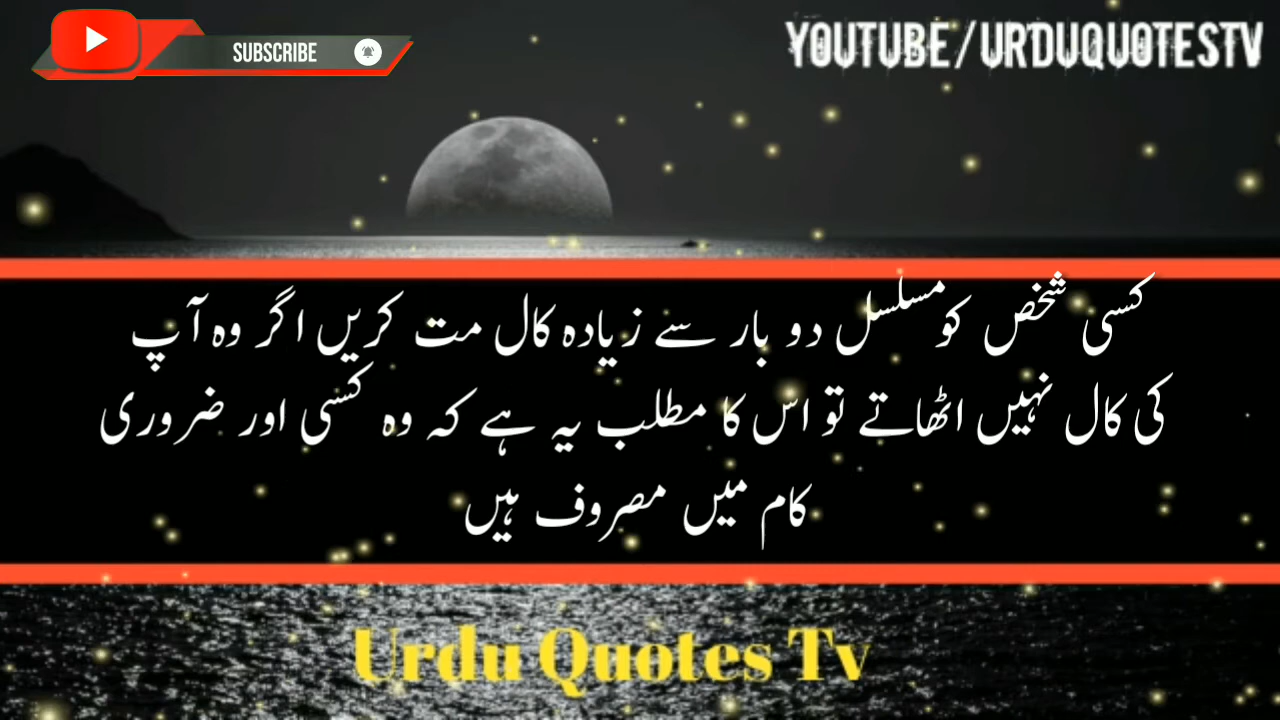 SUBSCRIBE
YOUTUBE/URDUQUOTESTV
کسی شخص کو مسلسل دو بار سے زیادہ کال مت کریں اگر وہ آپ
کی کال نہیں اٹھاتے تو اس کا مطلب یہ ہے کہ وہ کسی اور ضروری
کام میں مصروف ہیں
Urdu Quotes Tv